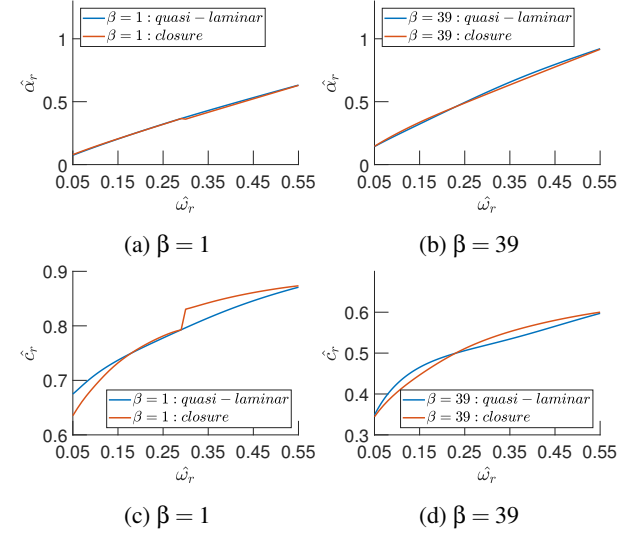 β = 1 : quasi − laminar
β = 1 : closure
1
0.5
0
α̂r
0.05 0.15 0.25 0.35 0.45 0.55
ω̂r
(a) β = 1
β = 39 : quasi − laminar
β = 39 : closure
1
0.5
0
α̂r
0.05 0.15 0.25 0.35 0.45 0.55
ω̂r
(b) β = 39
0.9
0.8
0.7
0.6
ĉr
β = 1 : quasi − laminar
β = 1 : closure
0.05 0.15 0.25 0.35 0.45 0.55
ω̂r
(c) β = 1
0.6
0.5
0.4
0.3
ĉr
β = 39 : quasi − laminar
β = 39 : closure
0.05 0.15 0.25 0.35 0.45 0.55
ω̂r
(d) β = 39